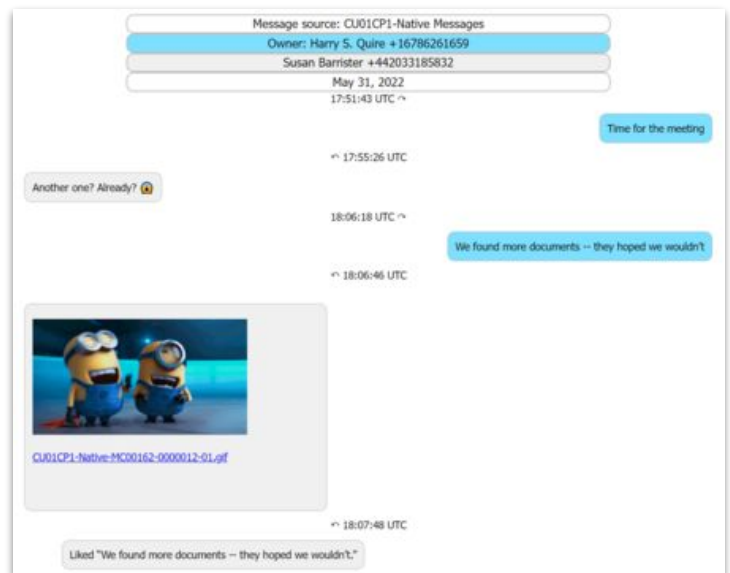 Message source: CU01CP1-Native Messages
Owner: Harry S. Quire +16786261659
Susan Barrister +442033185832
May 31, 2022
17:51:43 UTC ↷
Time for the meeting
↶ 17:55:26 UTC
Another one? Already? 😱
18:06:18 UTC ↷
We found more documents -- they hoped we wouldn't
↶ 18:06:46 UTC
CU01CP1-Native-MC00162-0000012-01.gif
↶ 18:07:48 UTC
Liked "We found more documents -- they hoped we wouldn't."